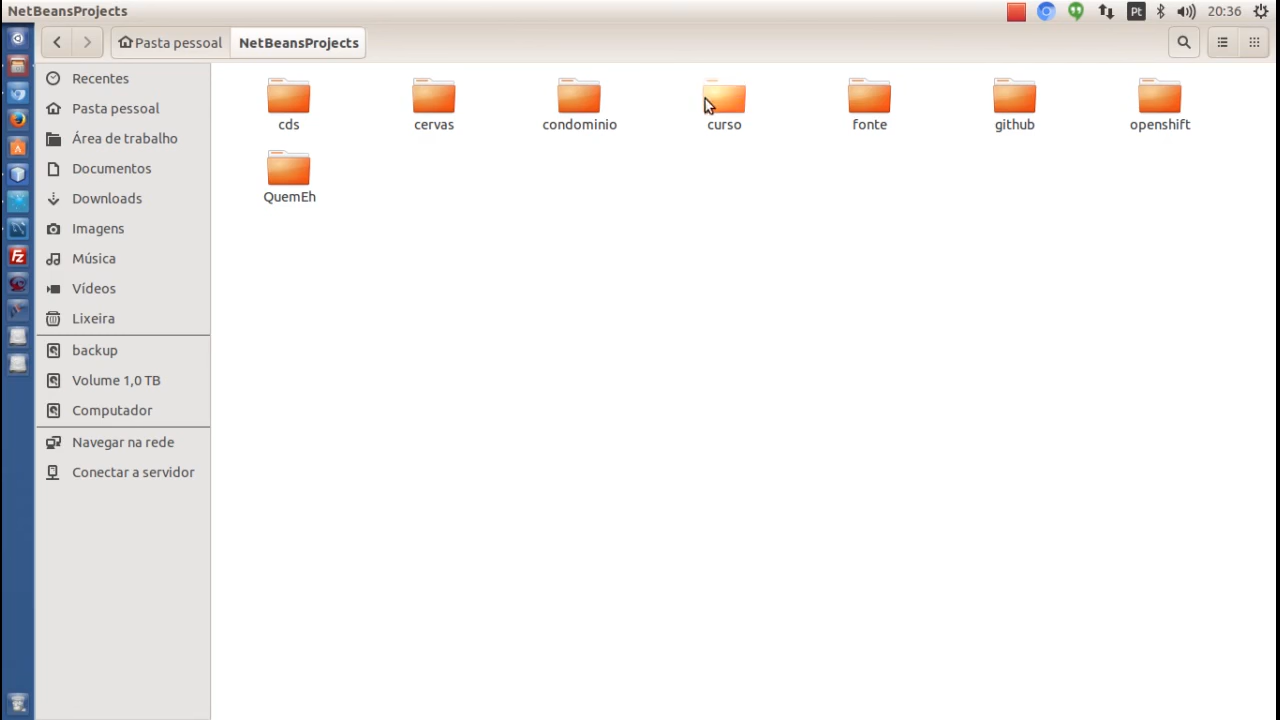 NetBeansProjects
Pt
20:36
Pasta pessoal
NetBeansProjects
Recentes
Pasta pessoal
Área de trabalho
Documentos
Downloads
Imagens
Música
Vídeos
Lixeira
backup
Volume 1,0 TB
Computador
Navegar na rede
Conectar a servidor
cds
cervas
condominio
curso
fonte
github
openshift
QuemEh
FZ